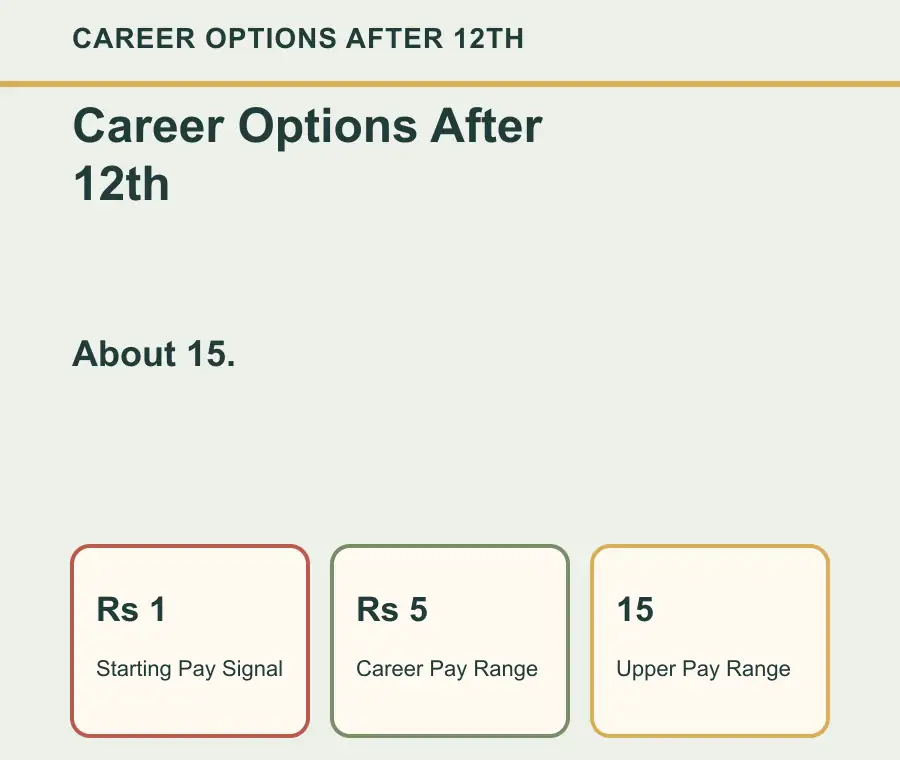 CAREER OPTIONS AFTER 12TH
Career Options After
12th
About 15.
Rs 1
Starting Pay Signal
Rs 5
Career Pay Range
15
Upper Pay Range